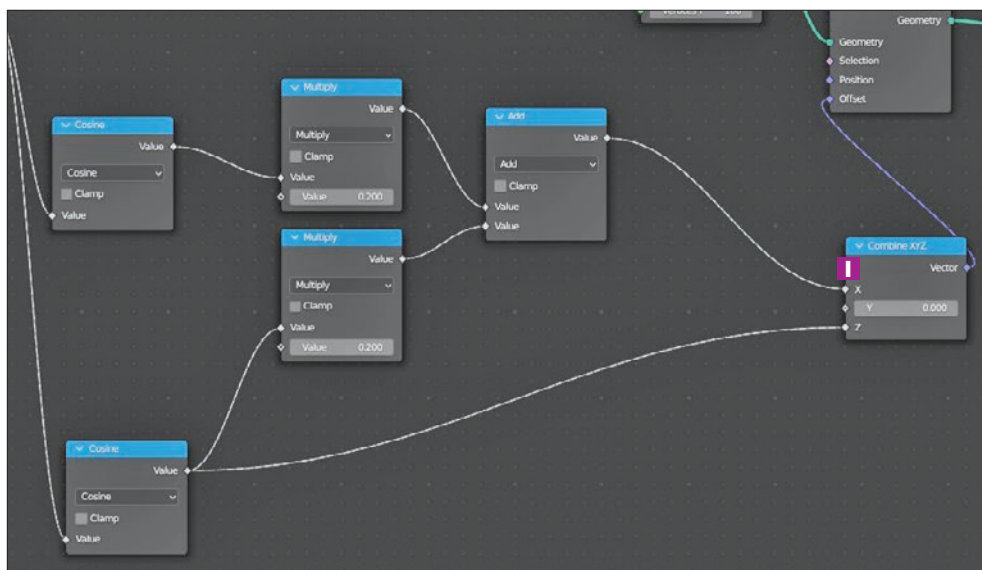 Vertices Y 200
Geometry
Geometry
Selection
Position
Offset
Cosine
Value
Cosine
Clamp
Value
Multiply
Value
Multiply
Clamp
Value
Value 0.200
Add
Value
Add
Clamp
Value
Value
Multiply
Value
Multiply
Clamp
Value
Value 0.200
Combine XYZ
I
Vector
X
Y 0.000
Z
Cosine
Value
Cosine
Clamp
Value